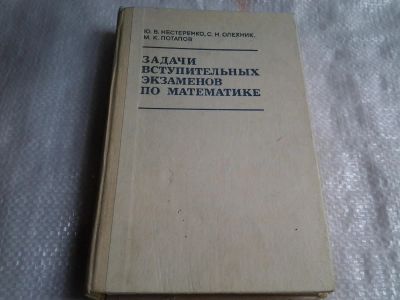 Ю. В. НЕСТЕРЕНКО, С. Н. ОЛЕХНИК,
М. К. ПОТАПОВ
ЗАДАЧИ
ВСТУПИТЕЛЬНЫХ
ЭКЗАМЕНОВ
ПО МАТЕМАТИКЕ